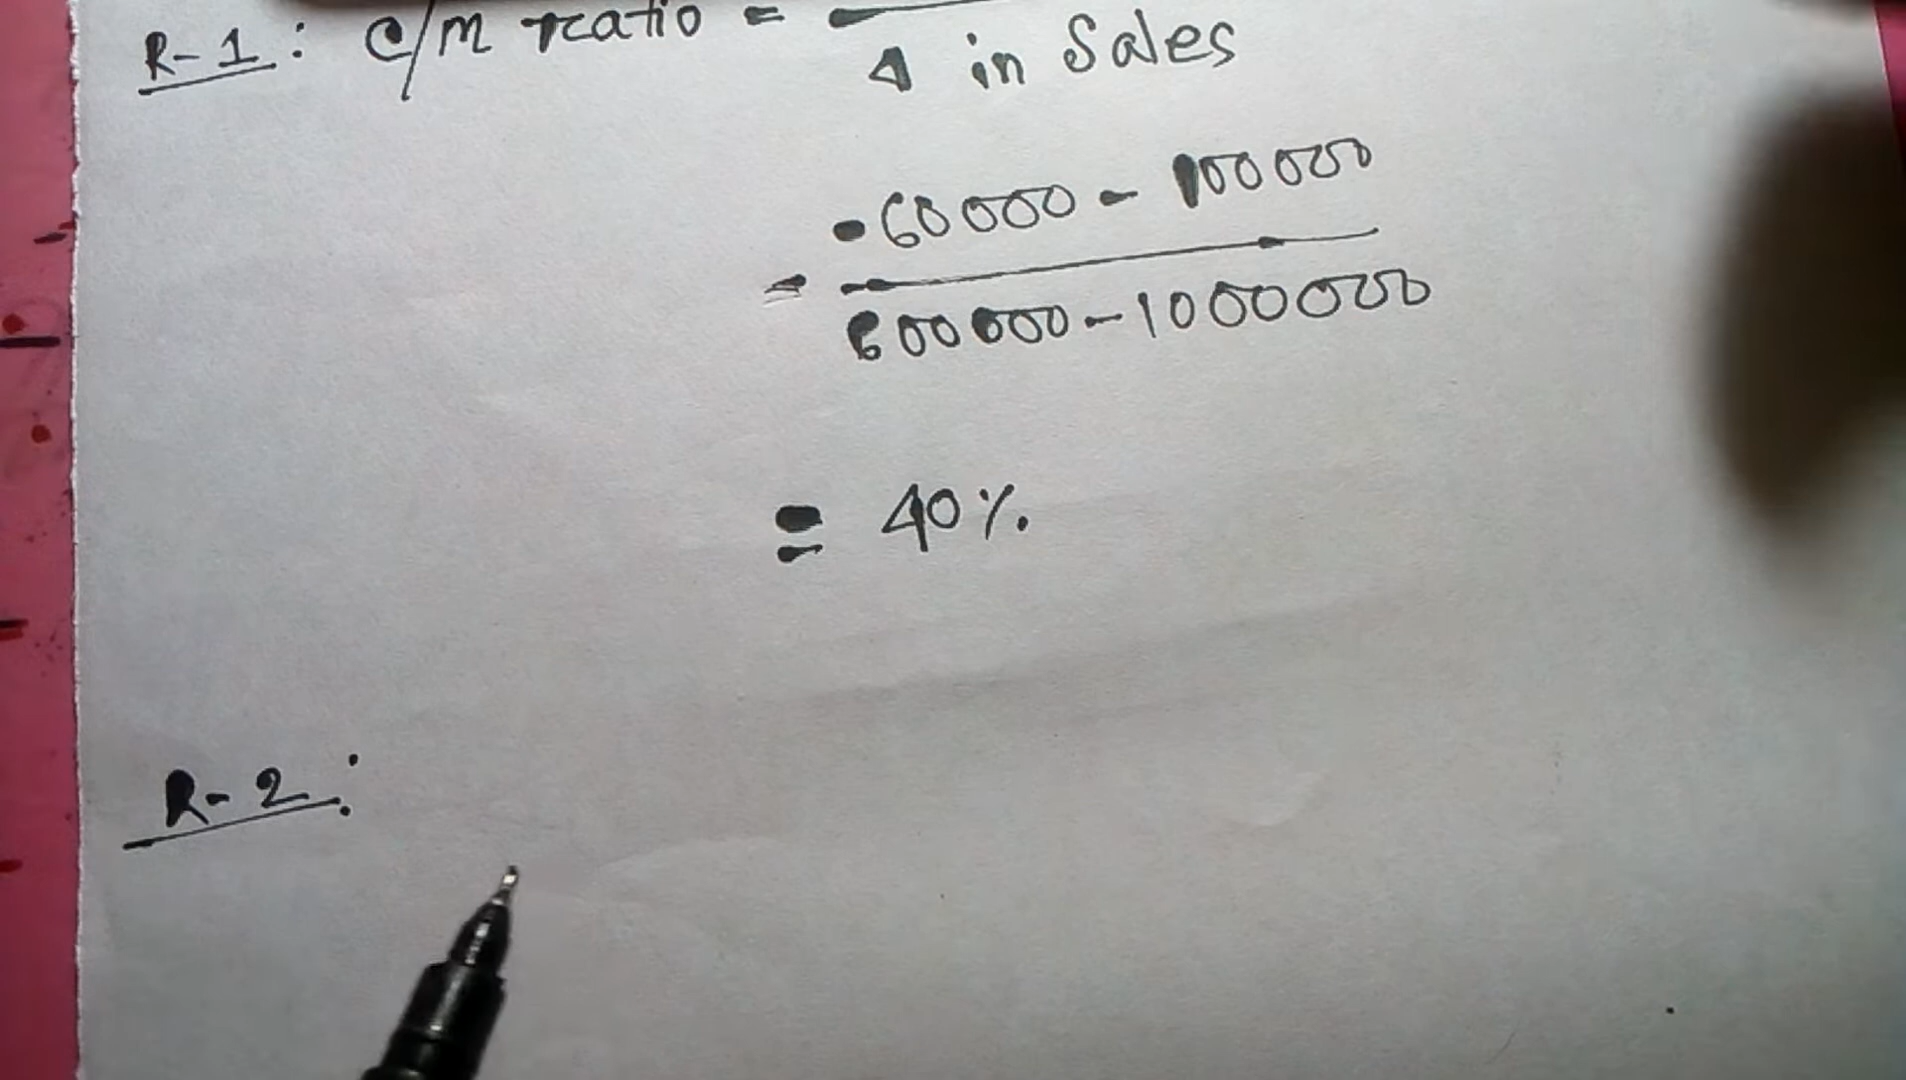 R-1: C/M ratio =
Δ in Sales
= -60000 - 100000
600000 - 1000000
= 40%
R-2: